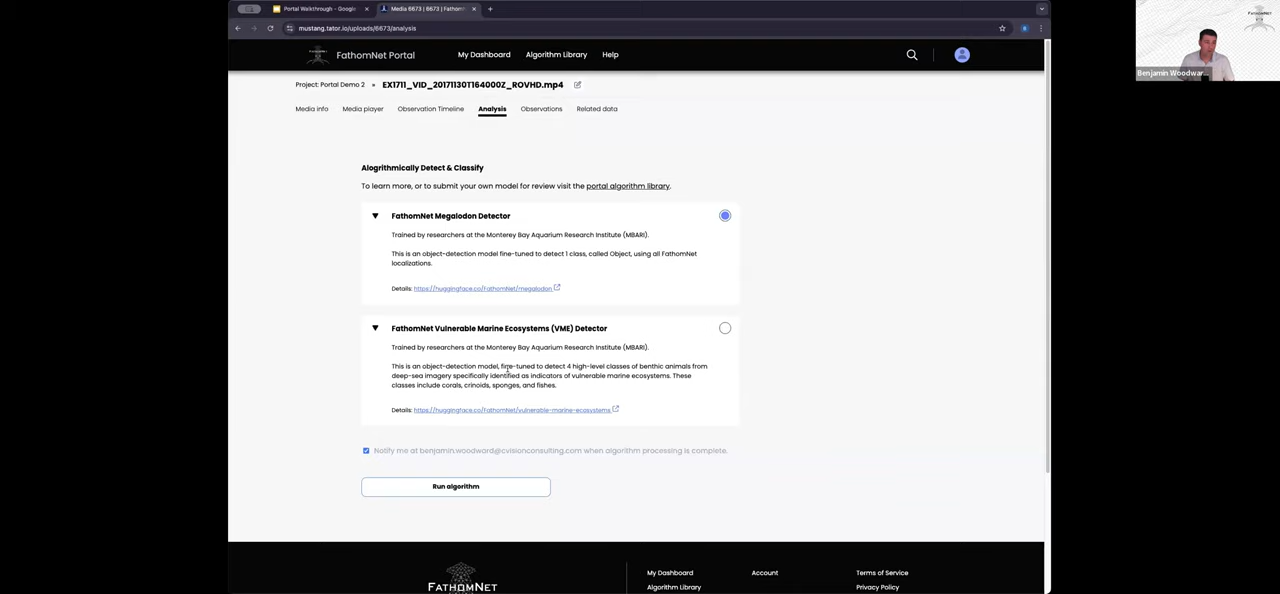 Portal Walkthrough - Google
Media 6673 | 6673 | Fathom
mustang.tator.io/uploads/6673/analysis
FathomNet Portal
My Dashboard
Algorithm Library
Help
Benjamin Woodwar...
Project: Portal Demo 2 » EX1711_VID_20171130T164000Z_ROVHD.mp4
Media info
Media player
Observation Timeline
Analysis
Observations
Related data
Alogrithmically Detect & Classify
To learn more, or to submit your own model for review visit the portal algorithm library.
FathomNet Megalodon Detector
Trained by researchers at the Monterey Bay Aquarium Research Institute (MBARI).
This is an object-detection model fine-tuned to detect 1 class, called Object, using all FathomNet
localizations.
Details: https://huggingface.co/FathomNet/megalodon
FathomNet Vulnerable Marine Ecosystems (VME) Detector
Trained by researchers at the Monterey Bay Aquarium Research Institute (MBARI).
This is an object-detection model, fine-tuned to detect 4 high-level classes of benthic animals from
deep-sea imagery specifically identified as indicators of vulnerable marine ecosystems. These
classes include corals, crinoids, sponges, and fishes.
Details: https://huggingface.co/FathomNet/vulnerable-marine-ecosystems
Notify me at benjamin.woodward@cvisionconsulting.com when algorithm processing is complete.
Run algorithm
FATHOMNET
My Dashboard
Account
Terms of Service
Algorithm Library
Privacy Policy